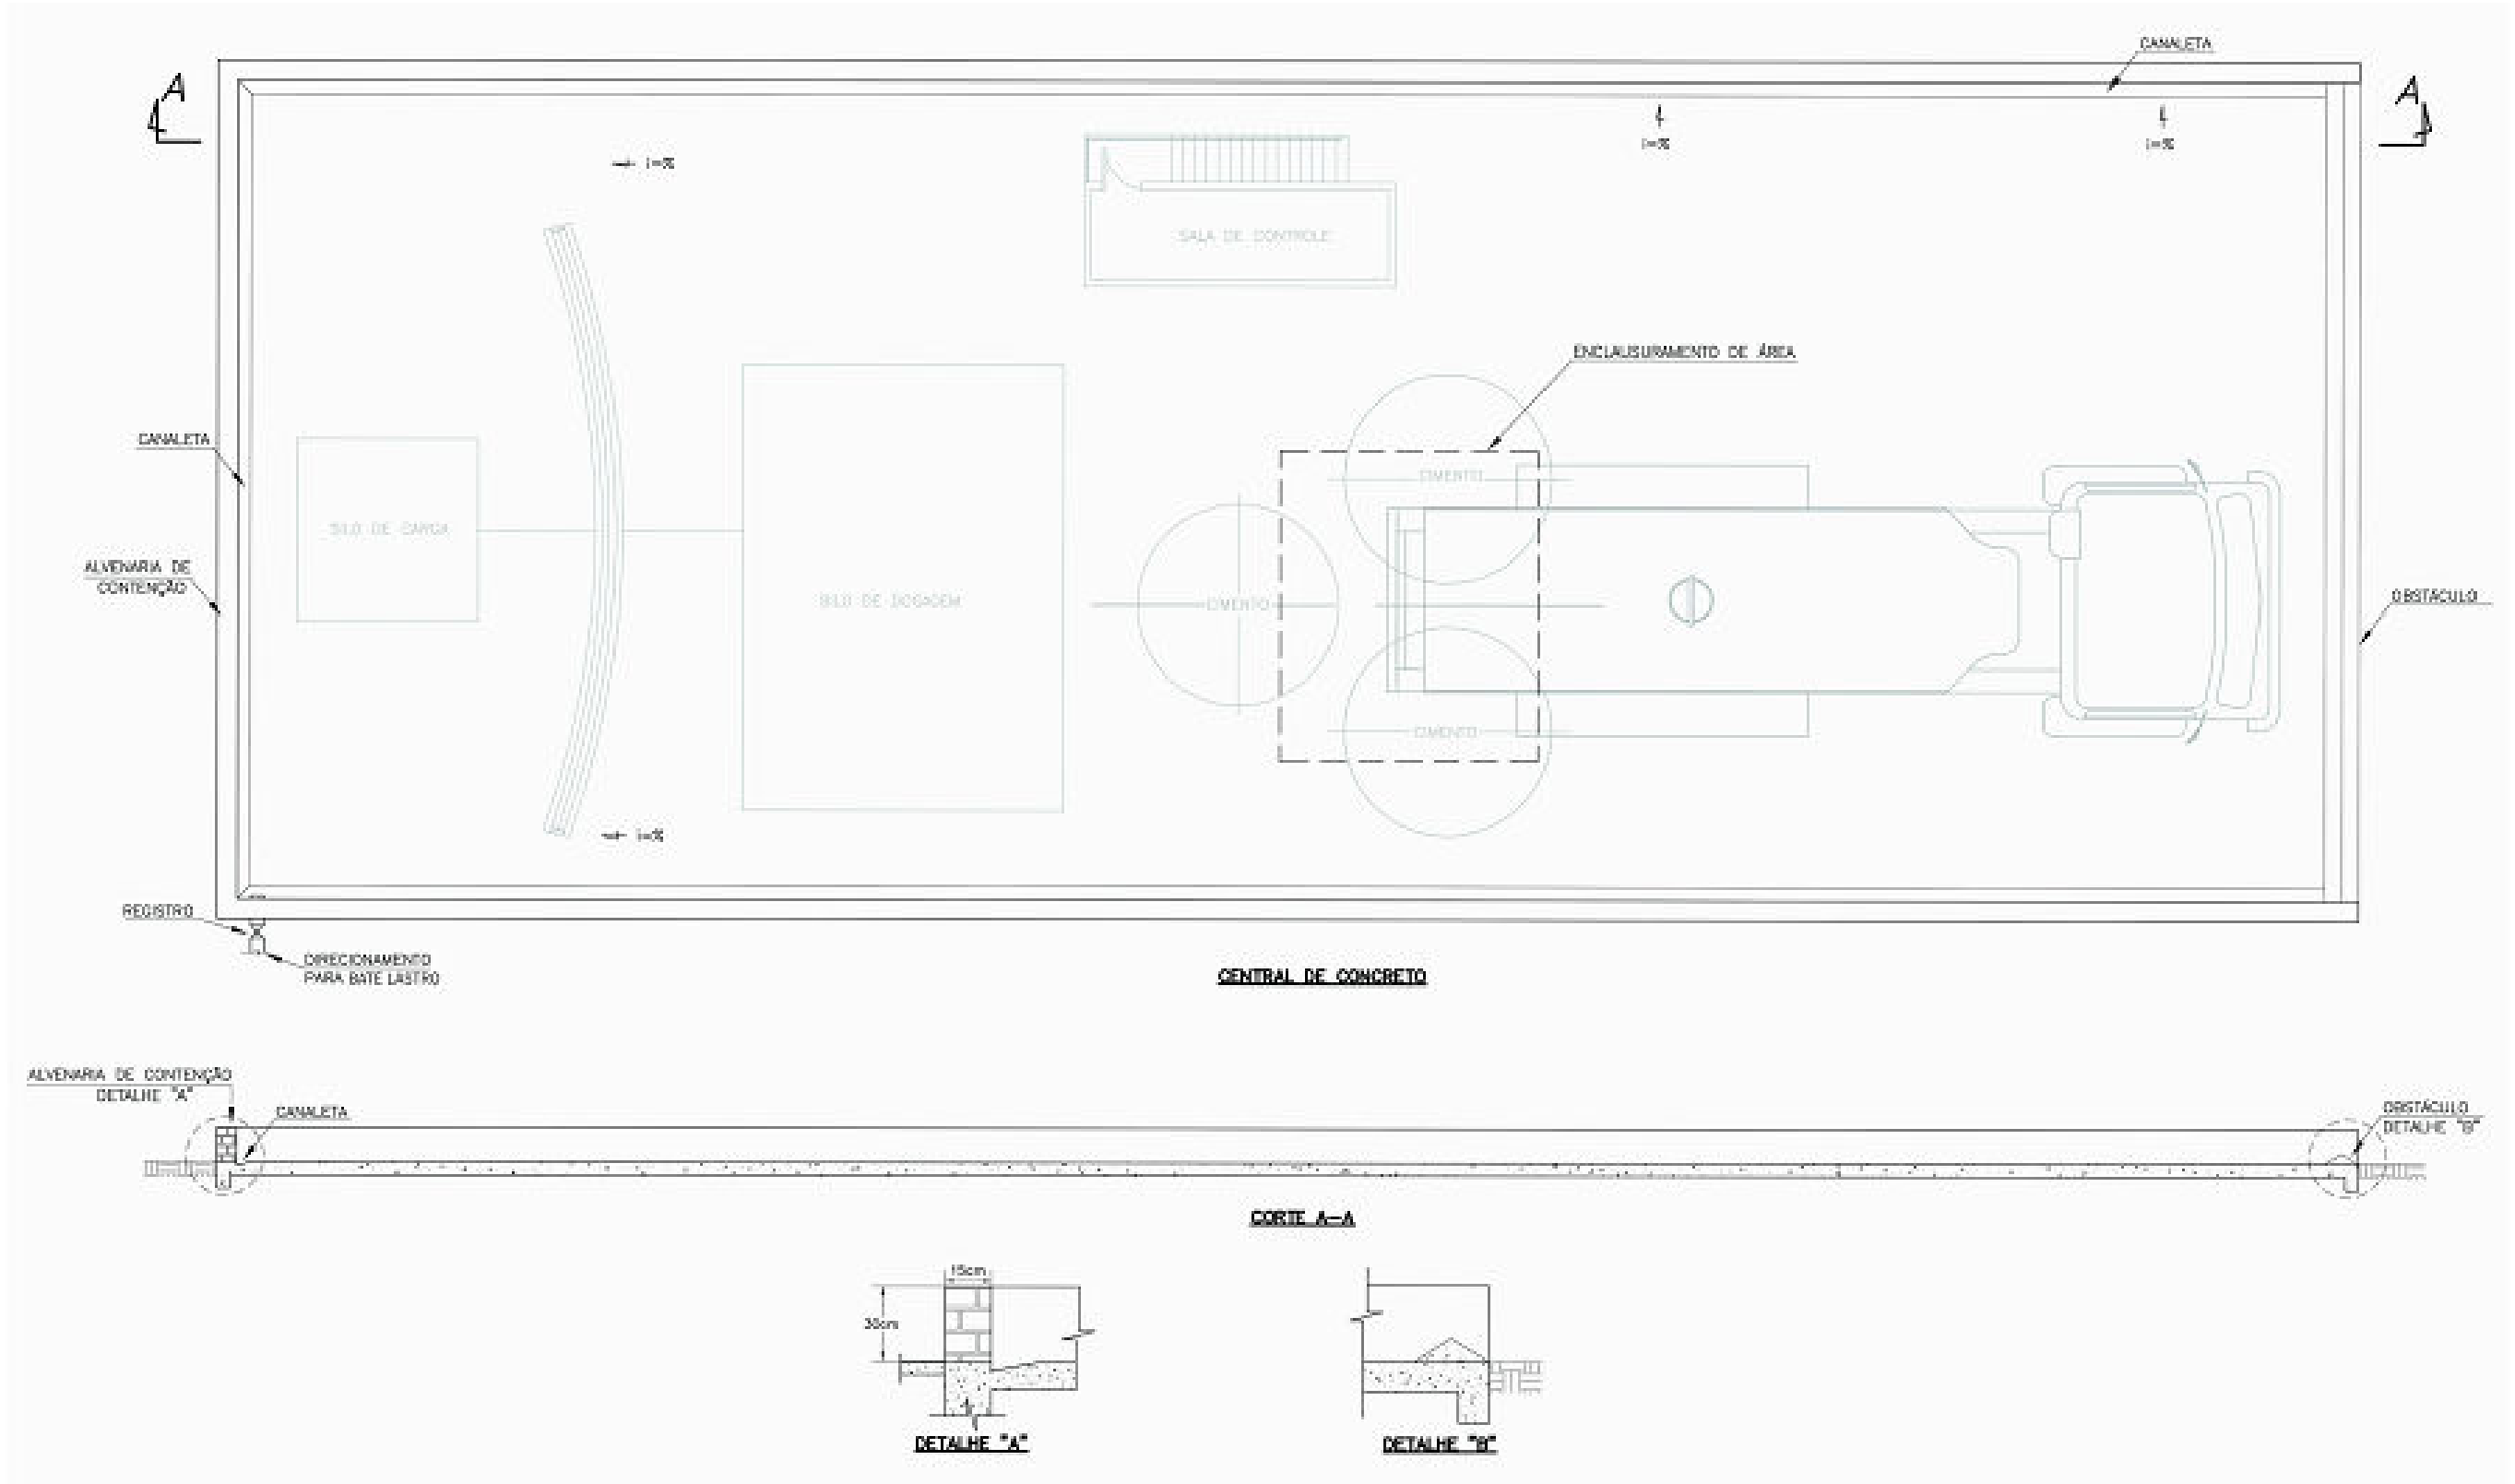 CANALETA
A
A
i=%
i=%
i=%
SALA DE CONTROLE
ENCLAUSURAMENTO DE ÁREA
CANALETA
CIMENTO
SILO DE CARGA
ALVENARIA DE
CONTENÇÃO
SILO DE DOSAGEM
CIMENTO
OBSTÁCULO
CIMENTO
i=%
REGISTRO
DIRECIONAMENTO
PARA BATE LASTRO
CENTRAL DE CONCRETO
ALVENARIA DE CONTENÇÃO
DETALHE "A"
CANALETA
OBSTÁCULO
DETALHE "B"
CORTE A-A
15cm
DETALHE "A"
DETALHE "B"